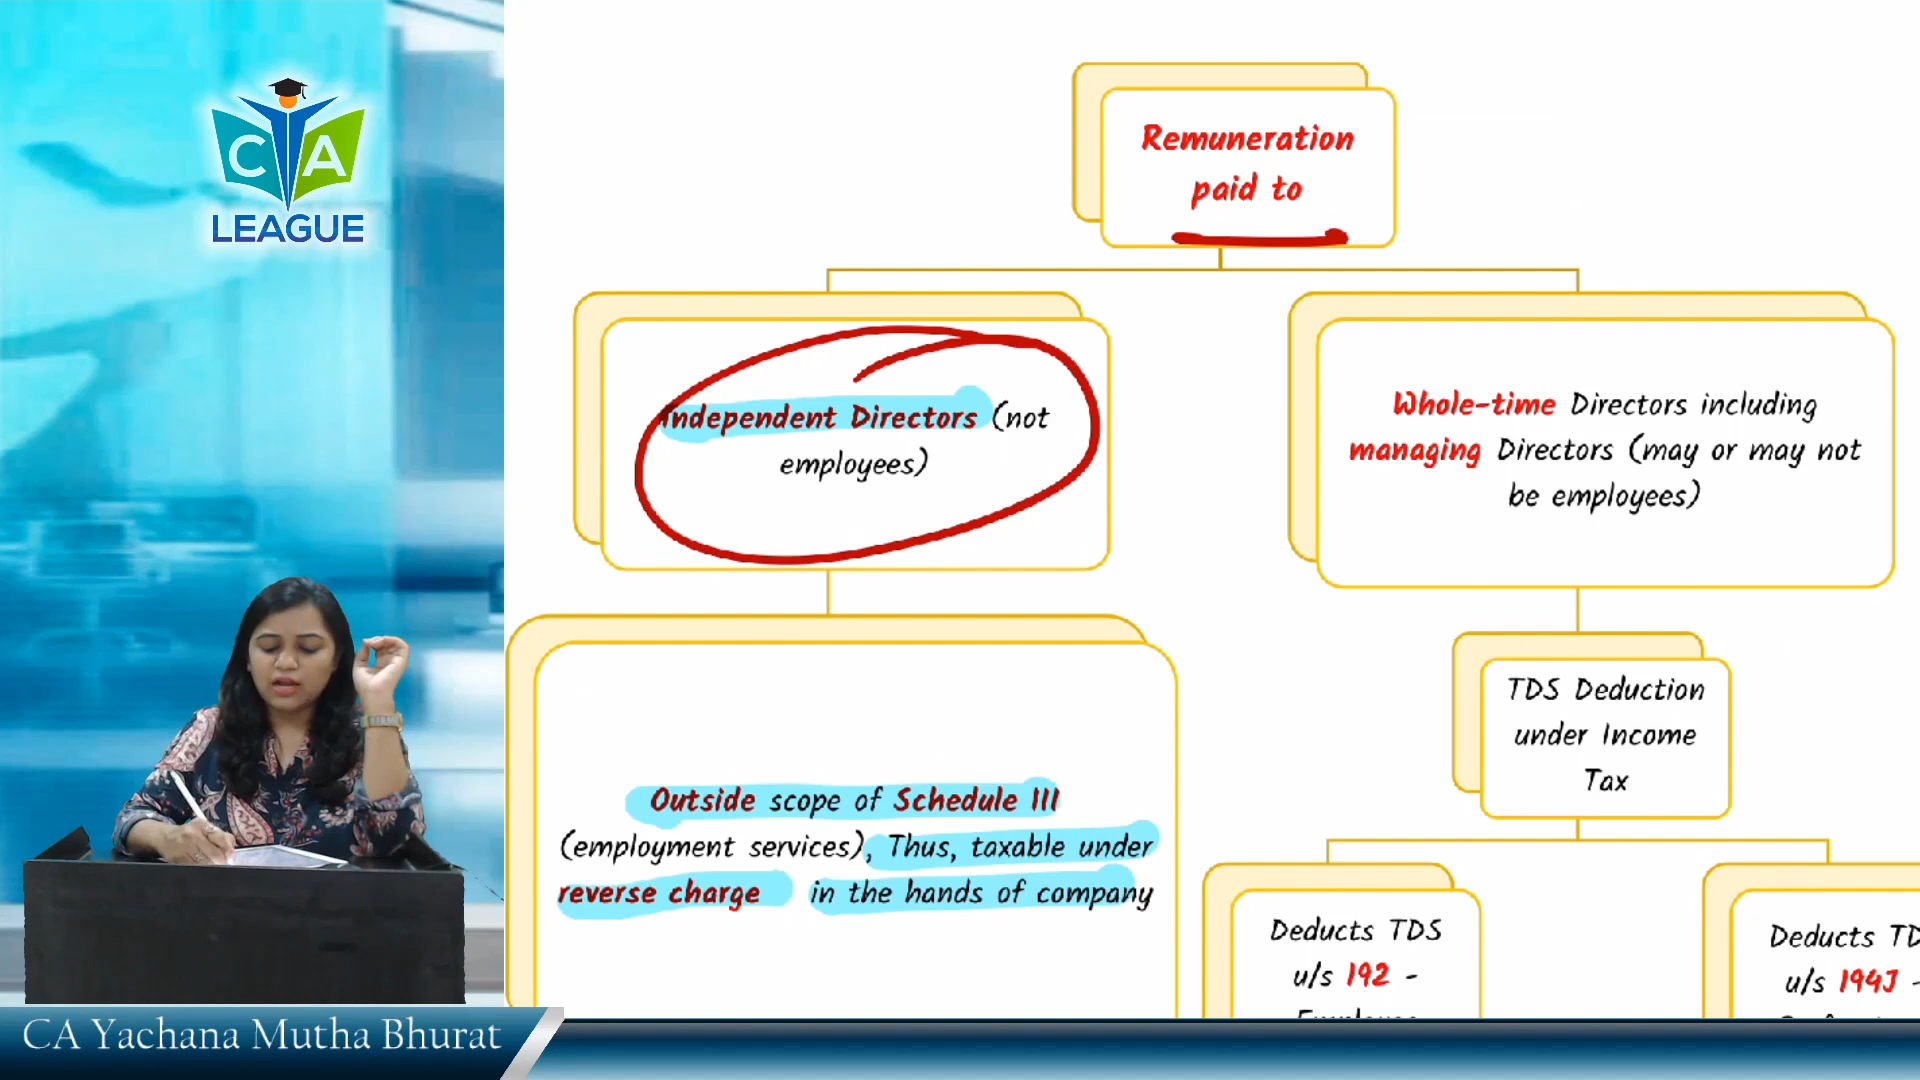 CA
LEAGUE
Remuneration
paid to
Independent Directors (not
employees)
Whole-time Directors including
managing Directors (may or may not
be employees)
Outside scope of Schedule III
(employment services), Thus, taxable under
reverse charge in the hands of company
TDS Deduction
under Income
Tax
Deducts TDS
u/s 192 -
Deducts TD
u/s 194J -
CA Yachana Mutha Bhurat